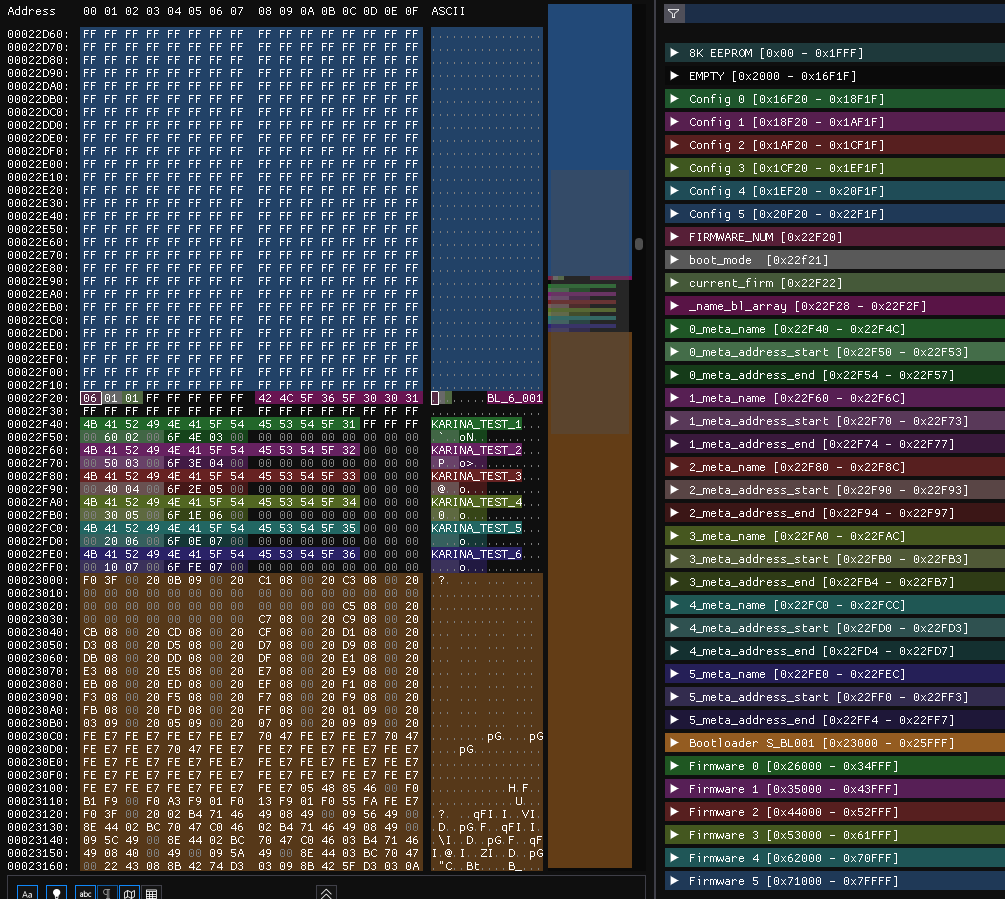 Address 00 01 02 03 04 05 06 07 08 09 0A 0B 0C 0D 0E 0F ASCII
00022D60: FF FF FF FF FF FF FF FF FF FF FF FF FF FF FF FF ................
00022D70: FF FF FF FF FF FF FF FF FF FF FF FF FF FF FF FF ................
00022D80: FF FF FF FF FF FF FF FF FF FF FF FF FF FF FF FF ................
00022D90: FF FF FF FF FF FF FF FF FF FF FF FF FF FF FF FF ................
00022DA0: FF FF FF FF FF FF FF FF FF FF FF FF FF FF FF FF ................
00022DB0: FF FF FF FF FF FF FF FF FF FF FF FF FF FF FF FF ................
00022DC0: FF FF FF FF FF FF FF FF FF FF FF FF FF FF FF FF ................
00022DD0: FF FF FF FF FF FF FF FF FF FF FF FF FF FF FF FF ................
00022DE0: FF FF FF FF FF FF FF FF FF FF FF FF FF FF FF FF ................
00022DF0: FF FF FF FF FF FF FF FF FF FF FF FF FF FF FF FF ................
00022E00: FF FF FF FF FF FF FF FF FF FF FF FF FF FF FF FF ................
00022E10: FF FF FF FF FF FF FF FF FF FF FF FF FF FF FF FF ................
00022E20: FF FF FF FF FF FF FF FF FF FF FF FF FF FF FF FF ................
00022E30: FF FF FF FF FF FF FF FF FF FF FF FF FF FF FF FF ................
00022E40: FF FF FF FF FF FF FF FF FF FF FF FF FF FF FF FF ................
00022E50: FF FF FF FF FF FF FF FF FF FF FF FF FF FF FF FF ................
00022E60: FF FF FF FF FF FF FF FF FF FF FF FF FF FF FF FF ................
00022E70: FF FF FF FF FF FF FF FF FF FF FF FF FF FF FF FF ................
00022E80: FF FF FF FF FF FF FF FF FF FF FF FF FF FF FF FF ................
00022E90: FF FF FF FF FF FF FF FF FF FF FF FF FF FF FF FF ................
00022EA0: FF FF FF FF FF FF FF FF FF FF FF FF FF FF FF FF ................
00022EB0: FF FF FF FF FF FF FF FF FF FF FF FF FF FF FF FF ................
00022EC0: FF FF FF FF FF FF FF FF FF FF FF FF FF FF FF FF ................
00022ED0: FF FF FF FF FF FF FF FF FF FF FF FF FF FF FF FF ................
00022EE0: FF FF FF FF FF FF FF FF FF FF FF FF FF FF FF FF ................
00022EF0: FF FF FF FF FF FF FF FF FF FF FF FF FF FF FF FF ................
00022F00: FF FF FF FF FF FF FF FF FF FF FF FF FF FF FF FF ................
00022F10: FF FF FF FF FF FF FF FF FF FF FF FF FF FF FF FF ................
00022F20: 06 01 01 FF FF FF FF FF 42 4C 5F 36 5F 30 30 31 ........BL_6_001
00022F30: FF FF FF FF FF FF FF FF FF FF FF FF FF FF FF FF ................
00022F40: 4B 41 52 49 4E 41 5F 54 45 53 54 5F 31 FF FF FF KARINA_TEST_1...
00022F50: 00 60 02 00 6F 4E 03 00 00 00 00 00 00 00 00 00 .`..oN..........
00022F60: 4B 41 52 49 4E 41 5F 54 45 53 54 5F 32 00 00 00 KARINA_TEST_2...
00022F70: 00 50 03 00 6F 3E 04 00 00 00 00 00 00 00 00 00 .P..o>..........
00022F80: 4B 41 52 49 4E 41 5F 54 45 53 54 5F 33 00 00 00 KARINA_TEST_3...
00022F90: 00 40 04 00 6F 2E 05 00 00 00 00 00 00 00 00 00 .@..o...........
00022FA0: 4B 41 52 49 4E 41 5F 54 45 53 54 5F 34 00 00 00 KARINA_TEST_4...
00022FB0: 00 30 05 00 6F 1E 06 00 00 00 00 00 00 00 00 00 .0..o...........
00022FC0: 4B 41 52 49 4E 41 5F 54 45 53 54 5F 35 00 00 00 KARINA_TEST_5...
00022FD0: 00 20 06 00 6F 0E 07 00 00 00 00 00 00 00 00 00 . ..o...........
00022FE0: 4B 41 52 49 4E 41 5F 54 45 53 54 5F 36 00 00 00 KARINA_TEST_6...
00022FF0: 00 10 07 00 6F FE 07 00 00 00 00 00 00 00 00 00 ....o...........
00023000: F0 3F 00 20 0B 09 00 20 C1 08 00 20 C3 08 00 20 .?. ... ... ...
00023010: 00 00 00 00 00 00 00 00 00 00 00 00 00 00 00 00 ................
00023020: 00 00 00 00 00 00 00 00 00 00 00 00 C5 08 00 20 ...............
00023030: 00 00 00 00 00 00 00 00 C7 08 00 20 C9 08 00 20 ........... ...
00023040: CB 08 00 20 CD 08 00 20 CF 08 00 20 D1 08 00 20 ... ... ... ...
00023050: D3 08 00 20 D5 08 00 20 D7 08 00 20 D9 08 00 20 ... ... ... ...
00023060: DB 08 00 20 DD 08 00 20 DF 08 00 20 E1 08 00 20 ... ... ... ...
00023070: E3 08 00 20 E5 08 00 20 E7 08 00 20 E9 08 00 20 ... ... ... ...
00023080: EB 08 00 20 ED 08 00 20 EF 08 00 20 F1 08 00 20 ... ... ... ...
00023090: F3 08 00 20 F5 08 00 20 F7 08 00 20 F9 08 00 20 ... ... ... ...
000230A0: FB 08 00 20 FD 08 00 20 FF 08 00 20 01 09 00 20 ... ... ... ...
000230B0: 03 09 00 20 05 09 00 20 07 09 00 20 09 09 00 20 ... ... ... ...
000230C0: FE E7 FE E7 FE E7 FE E7 70 47 FE E7 FE E7 70 47 ........pG....pG
000230D0: FE E7 FE E7 70 47 FE E7 FE E7 FE E7 FE E7 FE E7 ....pG..........
000230E0: FE E7 FE E7 FE E7 FE E7 FE E7 FE E7 FE E7 FE E7 ................
000230F0: FE E7 FE E7 FE E7 FE E7 FE E7 FE E7 FE E7 FE E7 ................
00023100: FE E7 FE E7 FE E7 FE E7 FE E7 05 48 85 46 00 F0 ...........H.F..
00023110: B1 F9 00 F0 A3 F9 01 F0 13 F9 01 F0 55 FA FE E7 ............U...
00023120: F0 3F 00 20 02 B4 71 46 49 08 49 00 09 56 49 00 .?. ..qFI.I..VI.
00023130: 8E 44 02 BC 70 47 C0 46 02 B4 71 46 49 08 49 00 .D..pG.F..qFI.I.
00023140: 09 5C 49 00 8E 44 02 BC 70 47 C0 46 03 B4 71 46 .\I..D..pG.F..qF
00023150: 49 08 40 00 49 00 09 5A 49 00 8E 44 03 BC 70 47 I.@.I..ZI..D..pG
00023160: 00 22 43 08 8B 42 74 D3 03 09 8B 42 5F D3 03 0A ."C..Bt....B_...
8K EEPROM [0x00 - 0x1FFF]
EMPTY [0x2000 - 0x16F1F]
Config 0 [0x16F20 - 0x18F1F]
Config 1 [0x18F20 - 0x1AF1F]
Config 2 [0x1AF20 - 0x1CF1F]
Config 3 [0x1CF20 - 0x1EF1F]
Config 4 [0x1EF20 - 0x20F1F]
Config 5 [0x20F20 - 0x22F1F]
FIRMWARE_NUM [0x22F20]
boot_mode [0x22f21]
current_firm [0x22F22]
_name_bl_array [0x22F28 - 0x22F2F]
0_meta_name [0x22F40 - 0x22F4C]
0_meta_address_start [0x22F50 - 0x22F53]
0_meta_address_end [0x22F54 - 0x22F57]
1_meta_name [0x22F60 - 0x22F6C]
1_meta_address_start [0x22F70 - 0x22F73]
1_meta_address_end [0x22F74 - 0x22F77]
2_meta_name [0x22F80 - 0x22F8C]
2_meta_address_start [0x22F90 - 0x22F93]
2_meta_address_end [0x22F94 - 0x22F97]
3_meta_name [0x22FA0 - 0x22FAC]
3_meta_address_start [0x22FB0 - 0x22FB3]
3_meta_address_end [0x22FB4 - 0x22FB7]
4_meta_name [0x22FC0 - 0x22FCC]
4_meta_address_start [0x22FD0 - 0x22FD3]
4_meta_address_end [0x22FD4 - 0x22FD7]
5_meta_name [0x22FE0 - 0x22FEC]
5_meta_address_start [0x22FF0 - 0x22FF3]
5_meta_address_end [0x22FF4 - 0x22FF7]
Bootloader S_BL001 [0x23000 - 0x25FFF]
Firmware 0 [0x26000 - 0x34FFF]
Firmware 1 [0x35000 - 0x43FFF]
Firmware 2 [0x44000 - 0x52FFF]
Firmware 3 [0x53000 - 0x61FFF]
Firmware 4 [0x62000 - 0x70FFF]
Firmware 5 [0x71000 - 0x7FFFF]
Aa abc